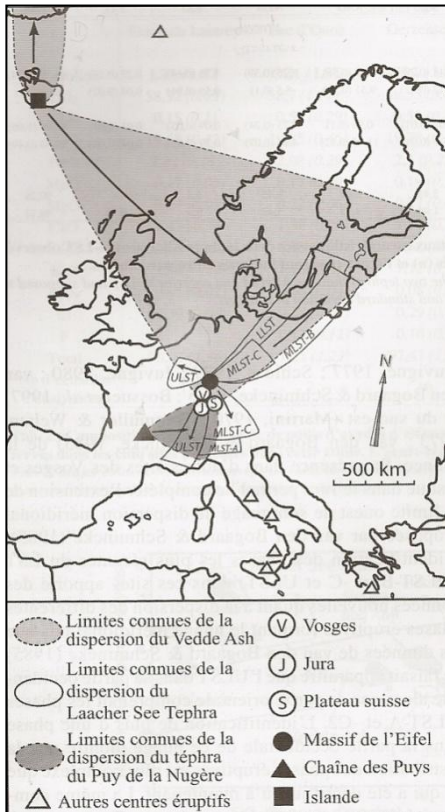 ULST
MLST-C
LLST
MLST-B
V
J
S
ULST
MLST-C
MLST-A
N
500 km
2
Limites connues de la
dispersion du Vedde Ash
Limites connues de la
dispersion du
Laacher See Tephra
Limites connues de la
dispersion du téphra
du Puy de la Nugère
Autres centres éruptifs
V Vosges
J Jura
S Plateau suisse
Massif de l'Eifel
Chaîne des Puys
Islande